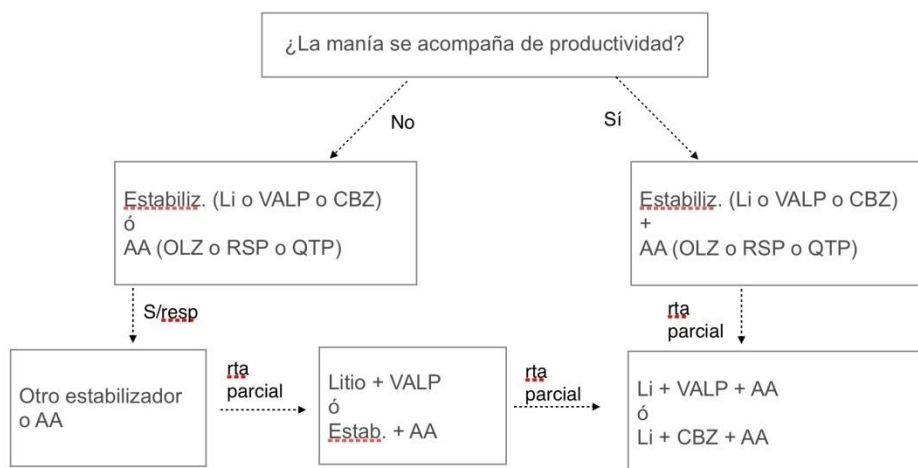 ¿La manía se acompaña de productividad?
No
Sí
Estabiliz. (Li o VALP o CBZ)
ó
AA (OLZ o RSP o QTP)
Estabiliz. (Li o VALP o CBZ)
+
AA (OLZ o RSP o QTP)
S/resp
rta
parcial
Otro estabilizador
o AA
rta
parcial
Litio + VALP
ó
Estab. + AA
rta
parcial
Li + VALP + AA
ó
Li + CBZ + AA